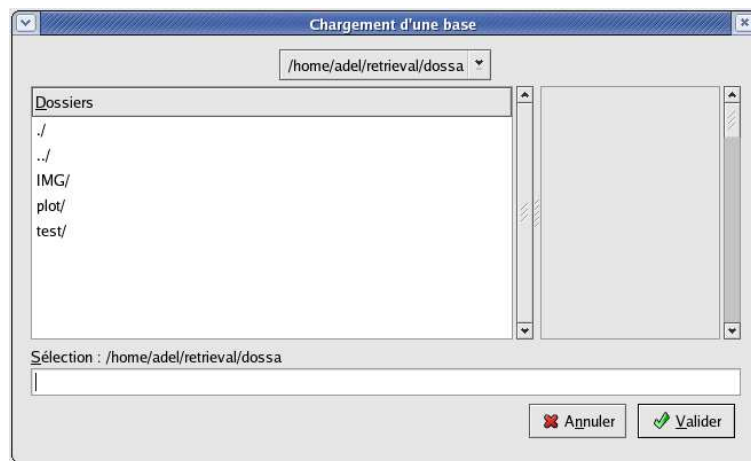 Chargement d'une base
/home/adel/retrieval/dossa
Dossiers
./
../
IMG/
plot/
test/
Sélection : /home/adel/retrieval/dossa
Annuler
Valider